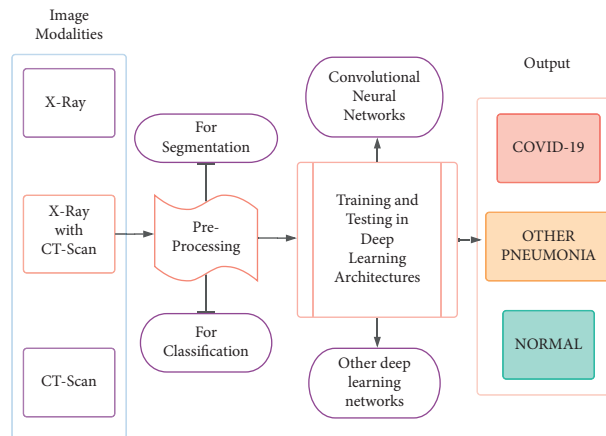 Image
Modalities
X-Ray
X-Ray
with
CT-Scan
CT-Scan
For
Segmentation
Pre-
Processing
For
Classification
Convolutional
Neural
Networks
Training and
Testing in
Deep
Learning
Architectures
Other deep
learning
networks
Output
COVID-19
OTHER
PNEUMONIA
NORMAL